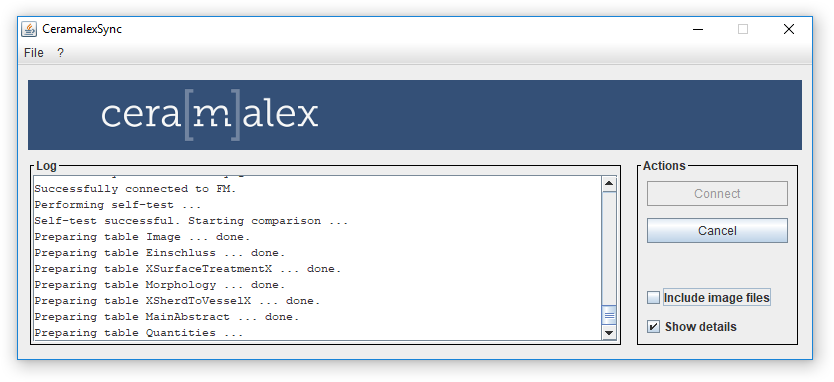 CeramalexSync
File ?
cera[m]alex
Log
Successfully connected to FM.
Performing self-test ...
Self-test successful. Starting comparison ...
Preparing table Image ... done.
Preparing table Einschluss ... done.
Preparing table XSurfaceTreatmentX ... done.
Preparing table Morphology ... done.
Preparing table XSherdToVesselX ... done.
Preparing table MainAbstract ... done.
Preparing table Quantities ...
Actions
Connect
Cancel
Include image files
Show details